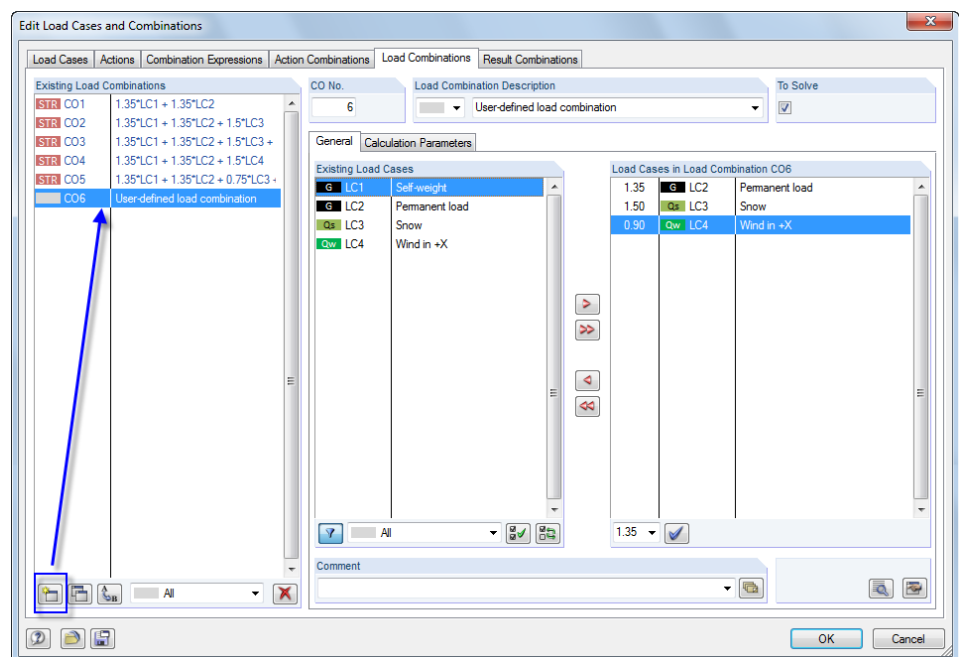 Edit Load Cases and Combinations
Load Cases Actions Combination Expressions Action Combinations Load Combinations Result Combinations
Existing Load Combinations
STR CO1 1.35*LC1 + 1.35*LC2
STR CO2 1.35*LC1 + 1.35*LC2 + 1.5*LC3
STR CO3 1.35*LC1 + 1.35*LC2 + 1.5*LC3 +
STR CO4 1.35*LC1 + 1.35*LC2 + 1.5*LC4
STR CO5 1.35*LC1 + 1.35*LC2 + 0.75*LC3 +
CO6 User-defined load combination
All
CO No.
6
Load Combination Description
User-defined load combination
To Solve
General Calculation Parameters
Existing Load Cases
G LC1 Self-weight
G LC2 Permanent load
Qs LC3 Snow
Qw LC4 Wind in +X
All
Load Cases in Load Combination CO6
1.35 G LC2 Permanent load
1.50 Qs LC3 Snow
0.90 Qw LC4 Wind in +X
1.35
Comment
OK Cancel